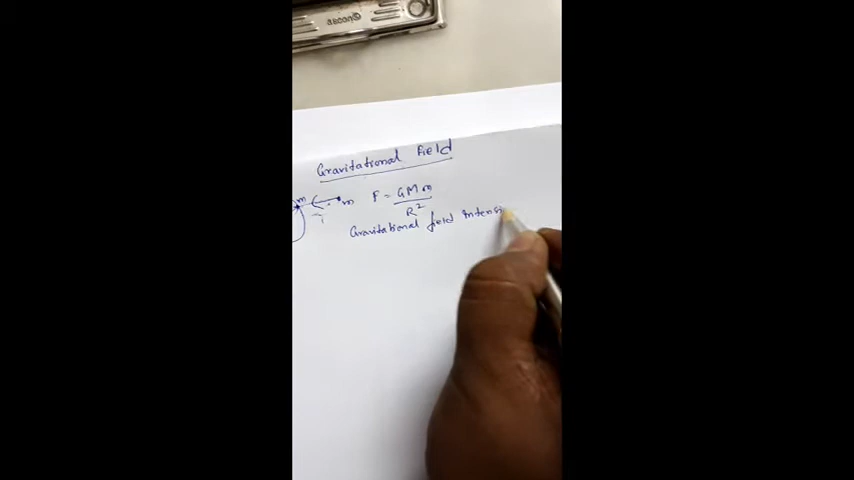 Gravitational Field
m m F = GMm / R²
Gravitational field Intensi